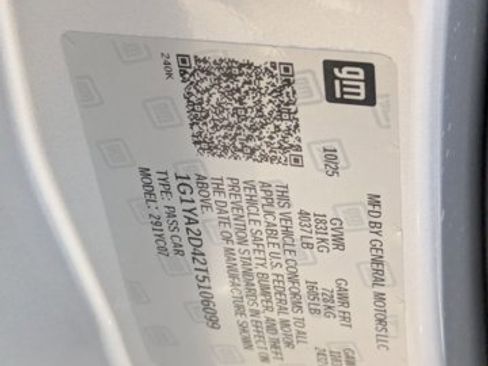 gm
MFD BY GENERAL MOTORS LLC
10/25
GVWR GAWR FRT
1831 KG 728 KG
4037 LB 1605 LB
THIS VEHICLE CONFORMS TO ALL
APPLICABLE U.S. FEDERAL MOTOR
VEHICLE SAFETY, BUMPER, AND THEFT
PREVENTION STANDARDS IN EFFECT ON
THE DATE OF MANUFACTURE SHOWN
ABOVE.
1G1YA2D42T5106099
TYPE: PASS CAR
MODEL: 291YC07
240K